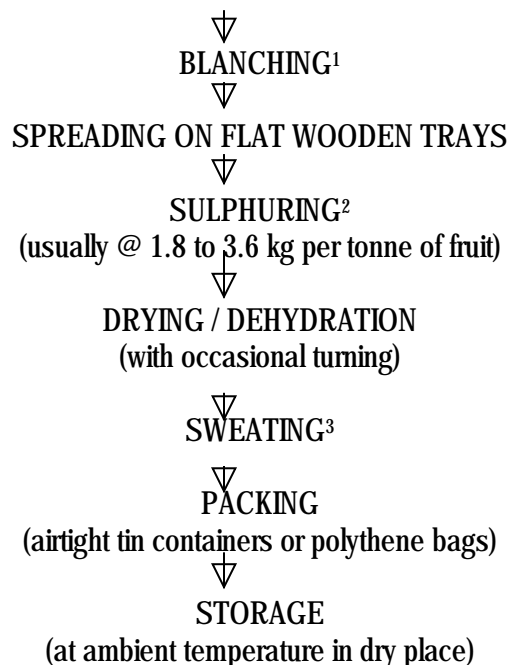 BLANCHING¹
SPREADING ON FLAT WOODEN TRAYS
SULPHURING²
(usually @ 1.8 to 3.6 kg per tonne of fruit)
DRYING / DEHYDRATION
(with occasional turning)
SWEATING³
PACKING
(airtight tin containers or polythene bags)
STORAGE
(at ambient temperature in dry place)